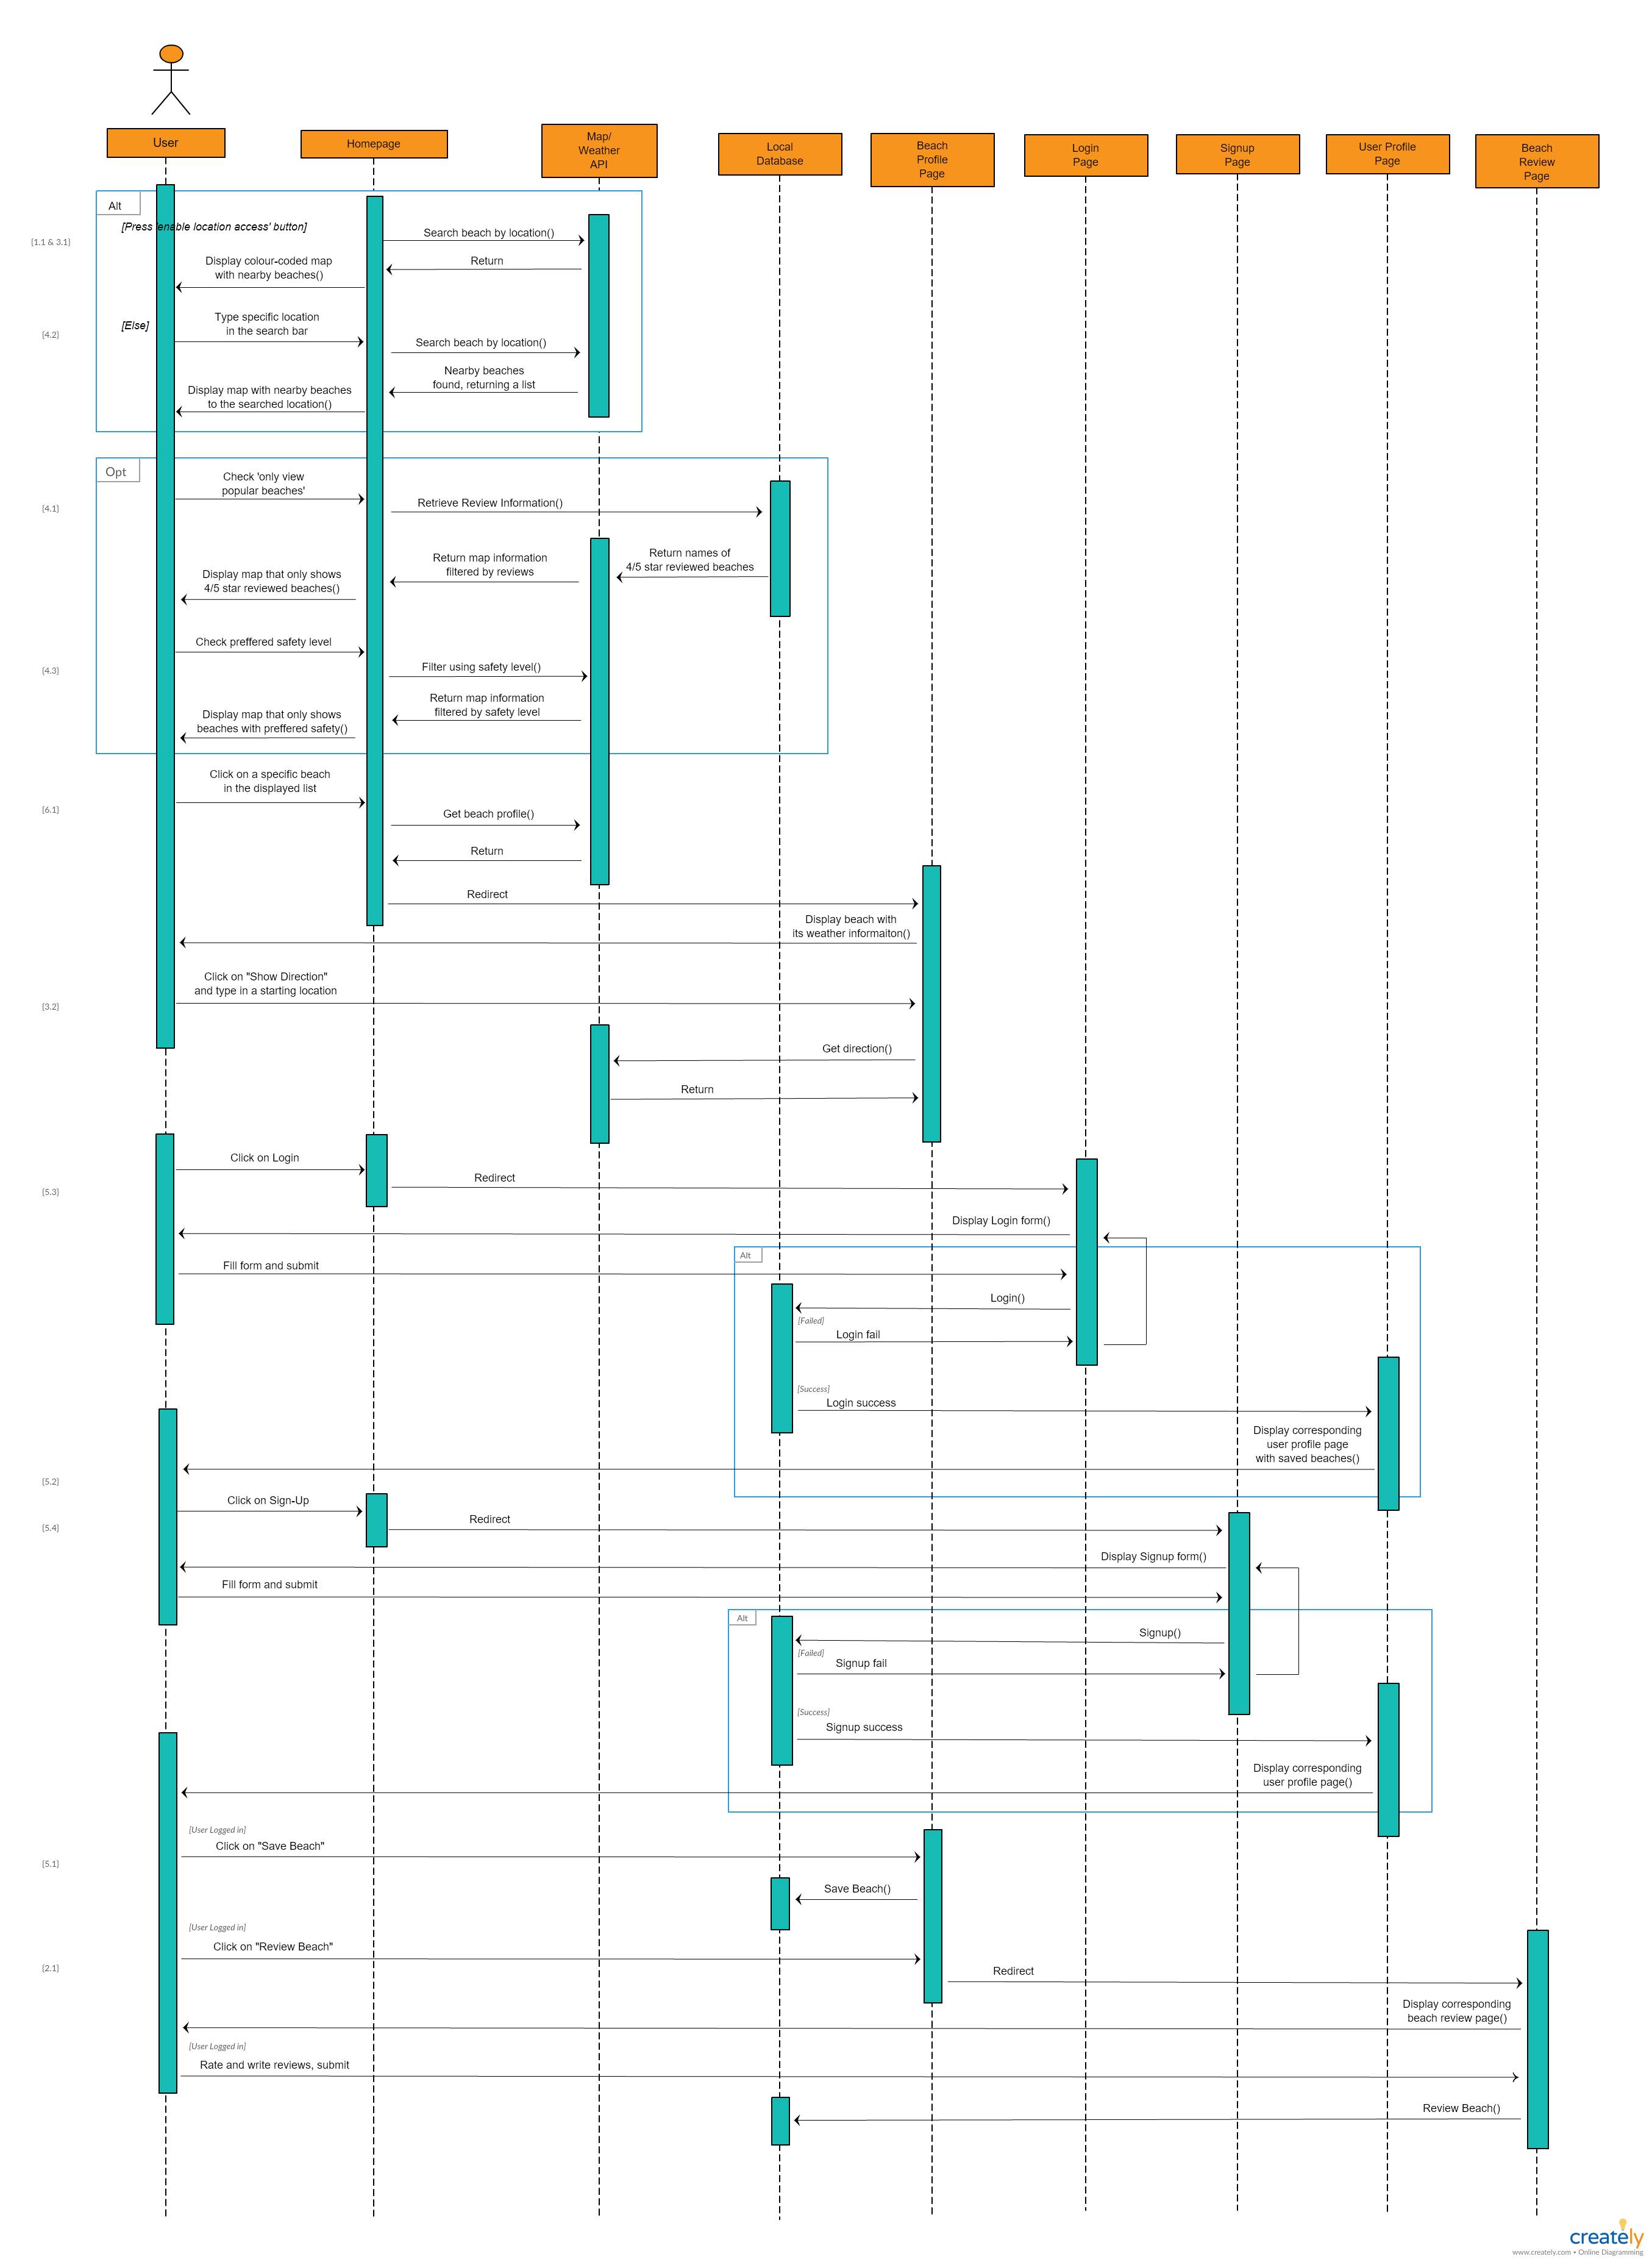 User
Homepage
Map/
Weather
API
Local
Database
Beach
Profile
Page
Login
Page
Signup
Page
User Profile
Page
Beach
Review
Page
Alt
[Press 'enable location access' button]
{1.1 & 3.1}
Search beach by location()
Return
Display colour-coded map
with nearby beaches()
[Else]
{4.2}
Type specific location
in the search bar
Search beach by location()
Nearby beaches
found, returning a list
Display map with nearby beaches
to the searched location()
Opt
Check 'only view
popular beaches'
{4.1}
Retrieve Review Information()
Return names of
4/5 star reviewed beaches
Return map information
filtered by reviews
Display map that only shows
4/5 star reviewed beaches()
Check preffered safety level
{4.3}
Filter using safety level()
Return map information
filtered by safety level
Display map that only shows
beaches with preffered safety()
Click on a specific beach
in the displayed list
{6.1}
Get beach profile()
Return
Redirect
Display beach with
its weather informaiton()
Click on "Show Direction"
and type in a starting location
{3.2}
Get direction()
Return
Click on Login
Redirect
{5.3}
Display Login form()
Alt
Fill form and submit
Login()
[Failed]
Login fail
[Success]
Login success
Display corresponding
user profile page
with saved beaches()
{5.2}
Click on Sign-Up
Redirect
{5.4}
Display Signup form()
Fill form and submit
Alt
Signup()
[Failed]
Signup fail
[Success]
Signup success
Display corresponding
user profile page()
[User Logged in]
Click on "Save Beach"
{5.1}
Save Beach()
[User Logged in]
Click on "Review Beach"
{2.1}
Redirect
Display corresponding
beach review page()
[User Logged in]
Rate and write reviews, submit
Review Beach()
creately
www.creately.com • Online Diagramming